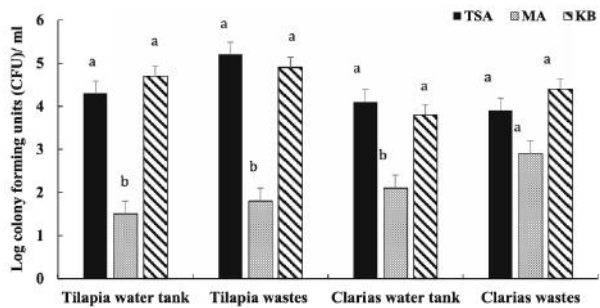 TSA MA KB
Log colony forming units (CFU)/ ml
6
5
4
3
2
1
0
a
b
a
a
b
a
a
b
a
a
a
a
Tilapia water tank Tilapia wastes Clarias water tank Clarias wastes